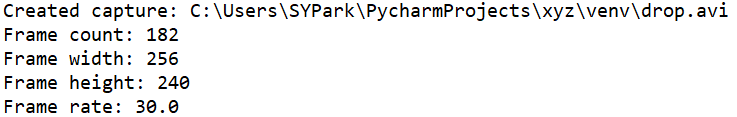 Created capture: C:\Users\SYPark\PycharmProjects\xyz\venv\drop.avi
Frame count: 182
Frame width: 256
Frame height: 240
Frame rate: 30.0